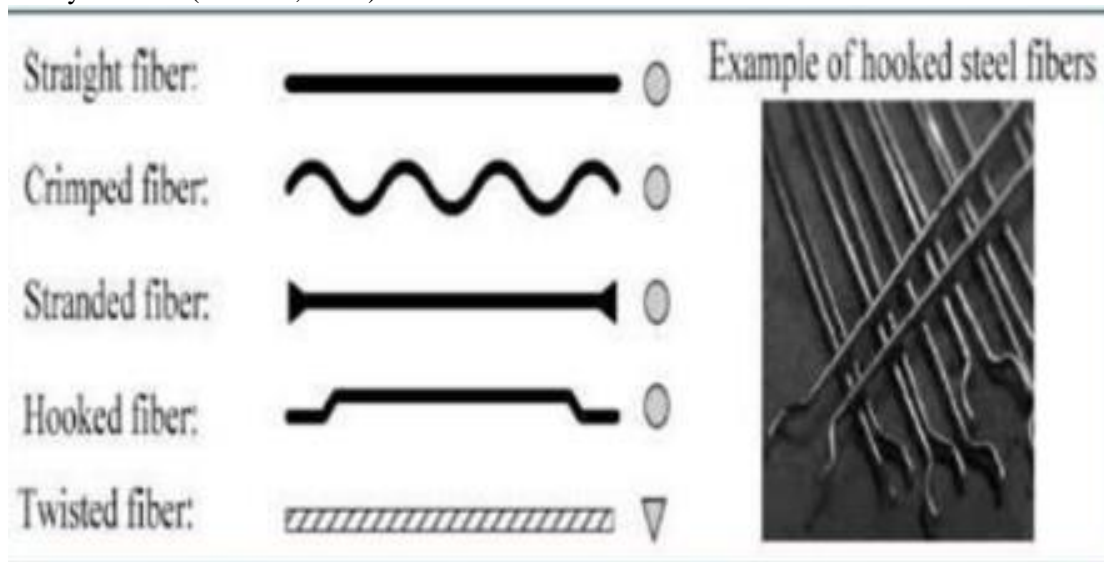 Straight fiber:
Example of hooked steel fibers
Crimped fiber:
Stranded fiber:
Hooked fiber:
Twisted fiber: